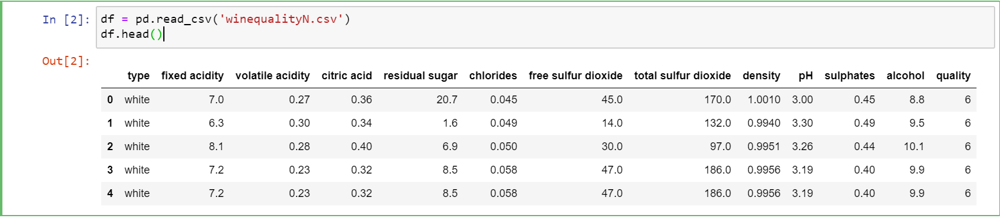 In [2]: df = pd.read_csv('winequalityN.csv')
df.head()
Out[2]:
type fixed acidity volatile acidity citric acid residual sugar chlorides free sulfur dioxide total sulfur dioxide density pH sulphates alcohol quality
0 white 7.0 0.27 0.36 20.7 0.045 45.0 170.0 1.0010 3.00 0.45 8.8 6
1 white 6.3 0.30 0.34 1.6 0.049 14.0 132.0 0.9940 3.30 0.49 9.5 6
2 white 8.1 0.28 0.40 6.9 0.050 30.0 97.0 0.9951 3.26 0.44 10.1 6
3 white 7.2 0.23 0.32 8.5 0.058 47.0 186.0 0.9956 3.19 0.40 9.9 6
4 white 7.2 0.23 0.32 8.5 0.058 47.0 186.0 0.9956 3.19 0.40 9.9 6